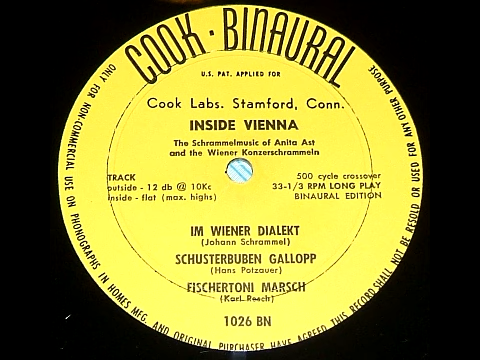 COOK · BINAURAL
U.S. PAT. APPLIED FOR
Cook Labs. Stamford, Conn.
INSIDE VIENNA
The Schrammelmusic of Anita Ast
and the Wiener Konzerschrammeln
TRACK
outside - 12 db @ 10Kc
inside - flat (max. highs)
500 cycle crossover
33-1/3 RPM LONG PLAY
BINAURAL EDITION
IM WIENER DIALEKT
(Johann Schrammel)
SCHUSTERBUBEN GALLOPP
(Hans Potzauer)
FISCHERTONI MARSCH
(Karl Resch)
1026 BN
ONLY FOR NON-COMMERCIAL USE ON PHONOGRAPHS IN HOMES MFG. AND ORIGINAL PURCHASER HAVE AGREED THIS RECORD SHALL NOT BE RESOLD OR USED FOR ANY OTHER PURPOSE